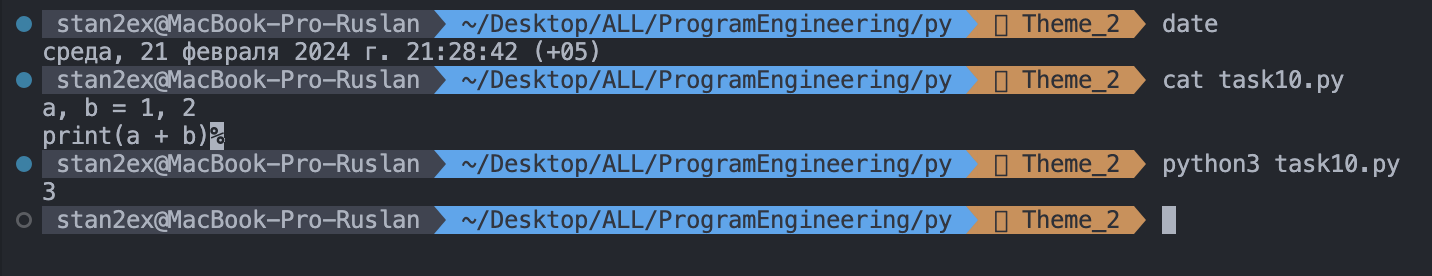 stan2ex@MacBook-Pro-Ruslan ~/Desktop/ALL/ProgramEngineering/py Theme_2 date
среда, 21 февраля 2024 г. 21:28:42 (+05)
stan2ex@MacBook-Pro-Ruslan ~/Desktop/ALL/ProgramEngineering/py Theme_2 cat task10.py
a, b = 1, 2
print(a + b)%
stan2ex@MacBook-Pro-Ruslan ~/Desktop/ALL/ProgramEngineering/py Theme_2 python3 task10.py
3
stan2ex@MacBook-Pro-Ruslan ~/Desktop/ALL/ProgramEngineering/py Theme_2